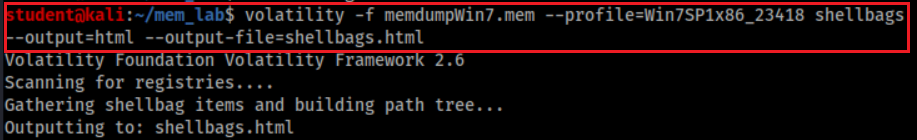 student@kali:~/mem_lab$ volatility -f memdumpWin7.mem --profile=Win7SP1x86_23418 shellbags
--output=html --output-file=shellbags.html
Volatility Foundation Volatility Framework 2.6
Scanning for registries....
Gathering shellbag items and building path tree...
Outputting to: shellbags.html